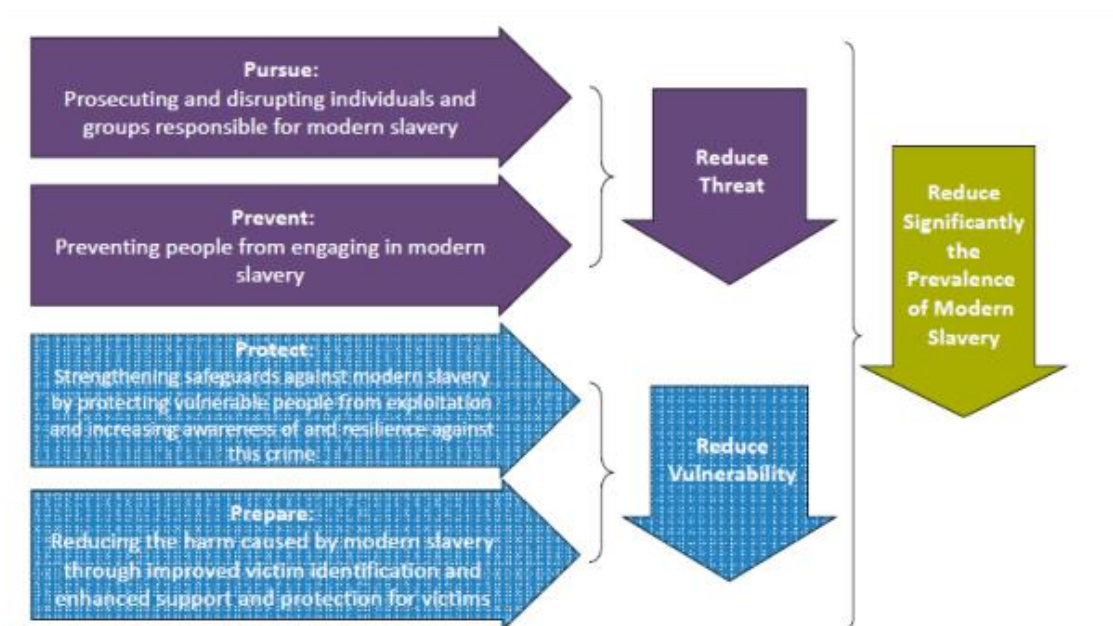 Pursue:
Prosecuting and disrupting individuals and
groups responsible for modern slavery
Prevent:
Preventing people from engaging in modern
slavery
Reduce
Threat
Protect:
Strengthening safeguards against modern slavery
by protecting vulnerable people from exploitation
and increasing awareness of and resilience against
this crime
Prepare:
Reducing the harm caused by modern slavery
through improved victim identification and
enhanced support and protection for victims
Reduce
Vulnerability
Reduce
Significantly
the
Prevalence
of Modern
Slavery